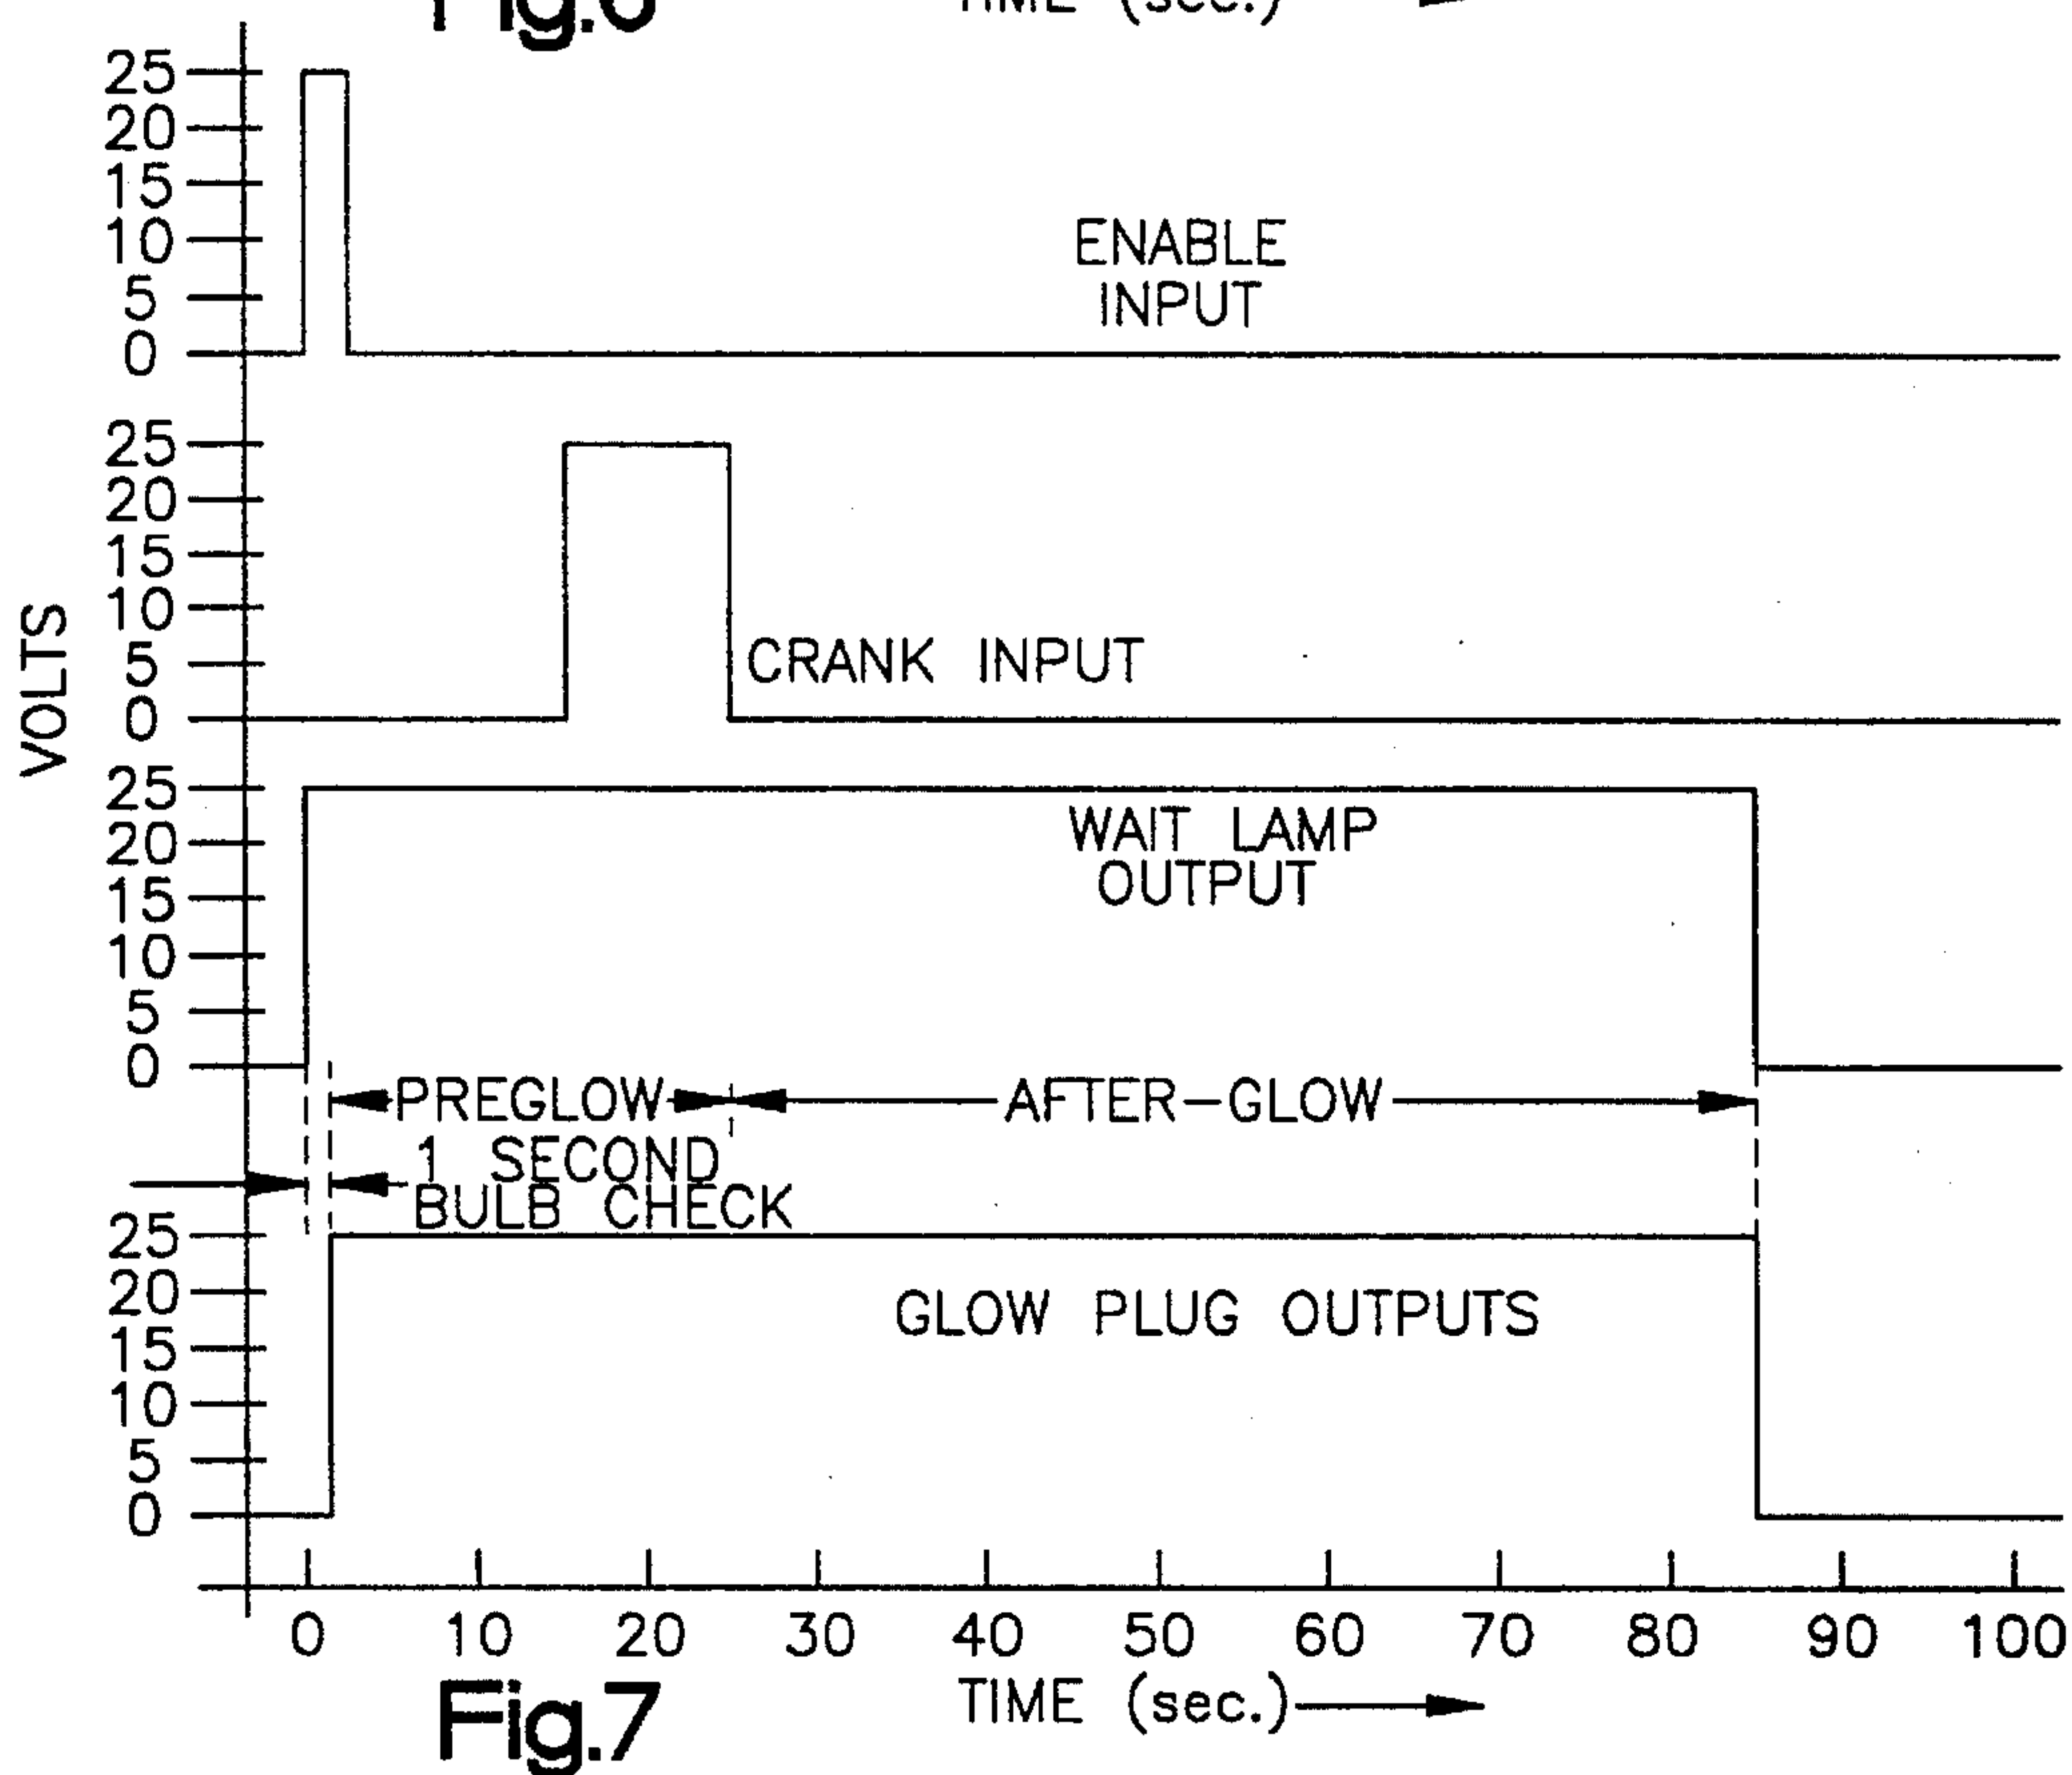 Fig.6 TIME (sec.)
25
20
15
10
5
0
ENABLE
INPUT
25
20
15
10
5
0
CRANK INPUT
VOLTS
25
20
15
10
5
0
WAIT LAMP
OUTPUT
PREGLOW AFTER-GLOW
1 SECOND
BULB CHECK
25
20
15
10
5
0
GLOW PLUG OUTPUTS
0 10 20 30 40 50 60 70 80 90 100
TIME (sec.)
Fig.7